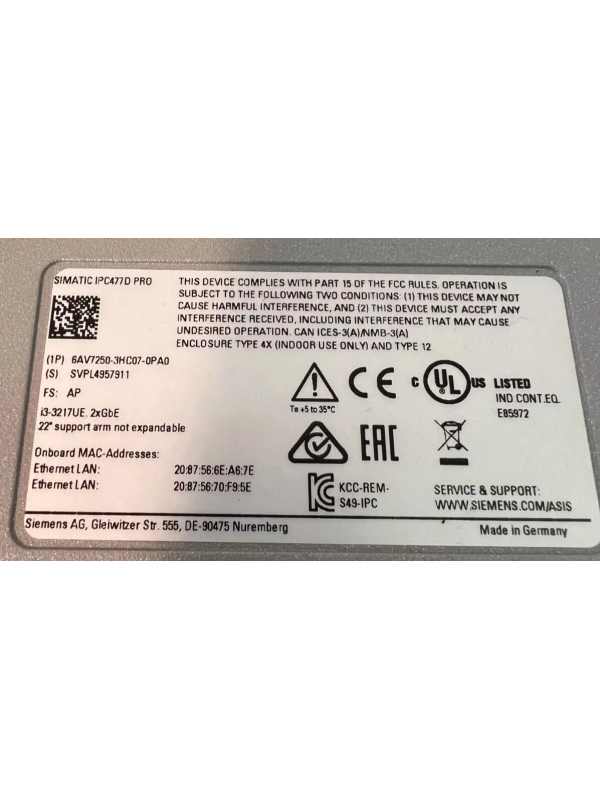 SIMATIC IPC477D PRO
THIS DEVICE COMPLIES WITH PART 15 OF THE FCC RULES. OPERATION IS
SUBJECT TO THE FOLLOWING TWO CONDITIONS: (1) THIS DEVICE MAY NOT
CAUSE HARMFUL INTERFERENCE, AND (2) THIS DEVICE MUST ACCEPT ANY
INTERFERENCE RECEIVED, INCLUDING INTERFERENCE THAT MAY CAUSE
UNDESIRED OPERATION. CAN ICES-3(A)/NMB-3(A)
ENCLOSURE TYPE 4X (INDOOR USE ONLY) AND TYPE 12
(1P) 6AV7250-3HC07-0PA0
(S) SVPL4957911
FS: AP
i3-3217UE, 2xGbE
22" support arm not expandable
Onboard MAC-Addresses:
Ethernet LAN: 20:87:56:6E:A6:7E
Ethernet LAN: 20:87:56:70:F9:5E
Ta:+5 to 35°C
CE
C UL US LISTED
IND.CONT.EQ.
E85972
EAC
KCC-REM-
S49-IPC
SERVICE & SUPPORT:
WWW.SIEMENS.COM/ASIS
Siemens AG, Gleiwitzer Str. 555, DE-90475 Nuremberg
Made in Germany